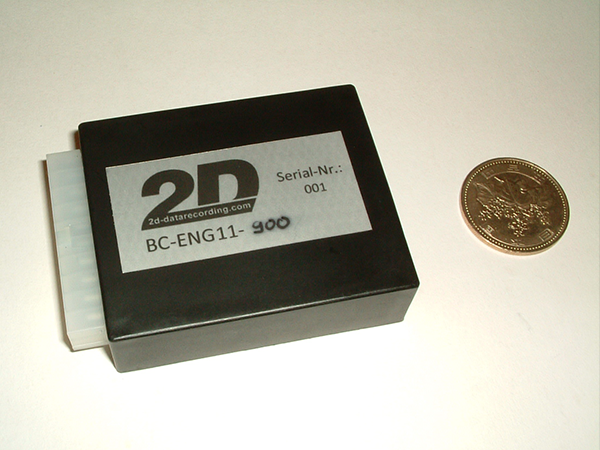 2D
2d-datarecording.com
BC-ENG11-900
Serial-Nr.:
001